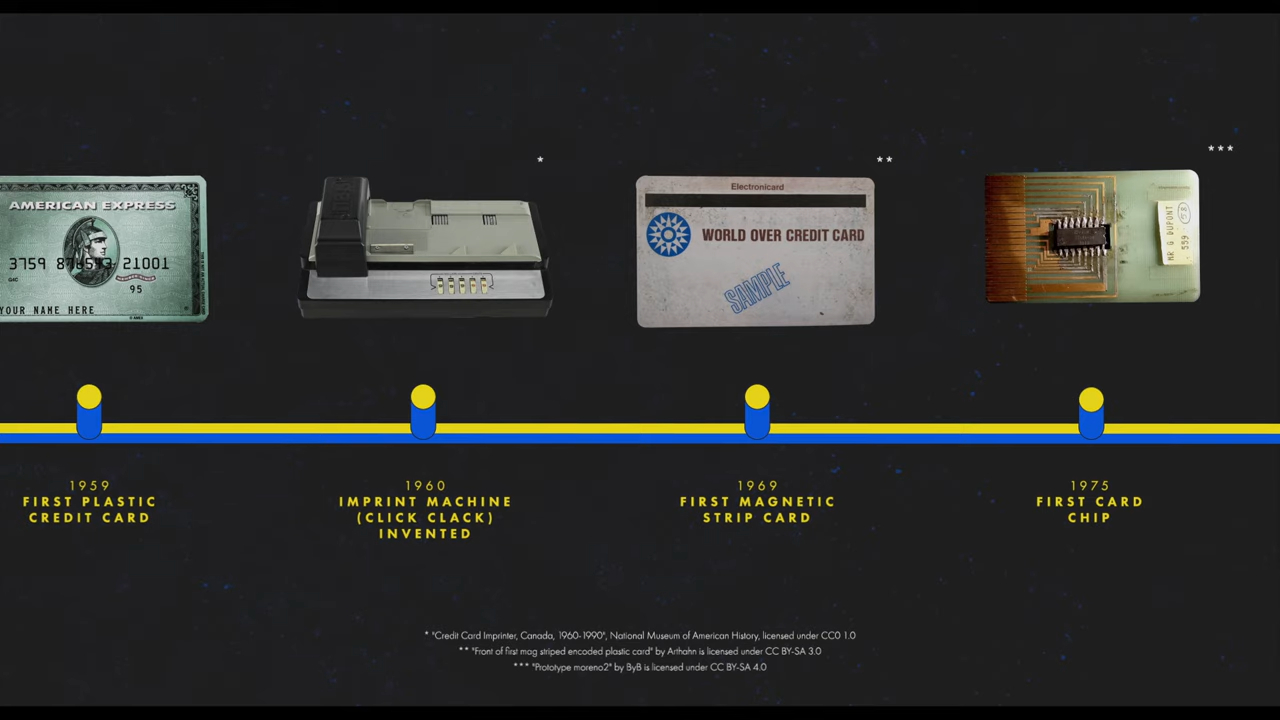 *
**
***
AMERICAN EXPRESS
21001
95
YOUR NAME HERE
Electronicard
WORLD OVER CREDIT CARD
SAMPLE
MR G DUPONT
559
1959
FIRST PLASTIC
CREDIT CARD
1960
IMPRINT MACHINE
(CLICK CLACK)
INVENTED
1969
FIRST MAGNETIC
STRIP CARD
1975
FIRST CARD
CHIP
* "Credit Card Imprinter, Canada, 1960-1990", National Museum of American History, licensed under CC0 1.0
** "Front of first mag striped encoded plastic card" by Arthahn is licensed under CC BY-SA 3.0
*** "Prototype moreno2" by ByB is licensed under CC BY-SA 4.0